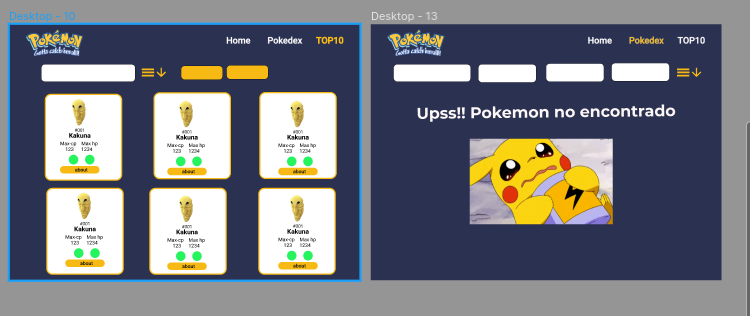 Desktop - 10
POKÉMON
Gotta catch 'em all!
Home Pokedex TOP10
#001
Kakuna
Max-cp Max hp
123 1234
about
#001
Kakuna
Max-cp Max hp
123 1234
about
#001
Kakuna
Max-cp Max hp
123 1234
about
#001
Kakuna
Max-cp Max hp
123 1234
about
#001
Kakuna
Max-cp Max hp
123 1234
about
#001
Kakuna
Max-cp Max hp
123 1234
about
Desktop - 13
POKÉMON
Gotta catch 'em all!
Home Pokedex TOP10
Upss!! Pokemon no encontrado